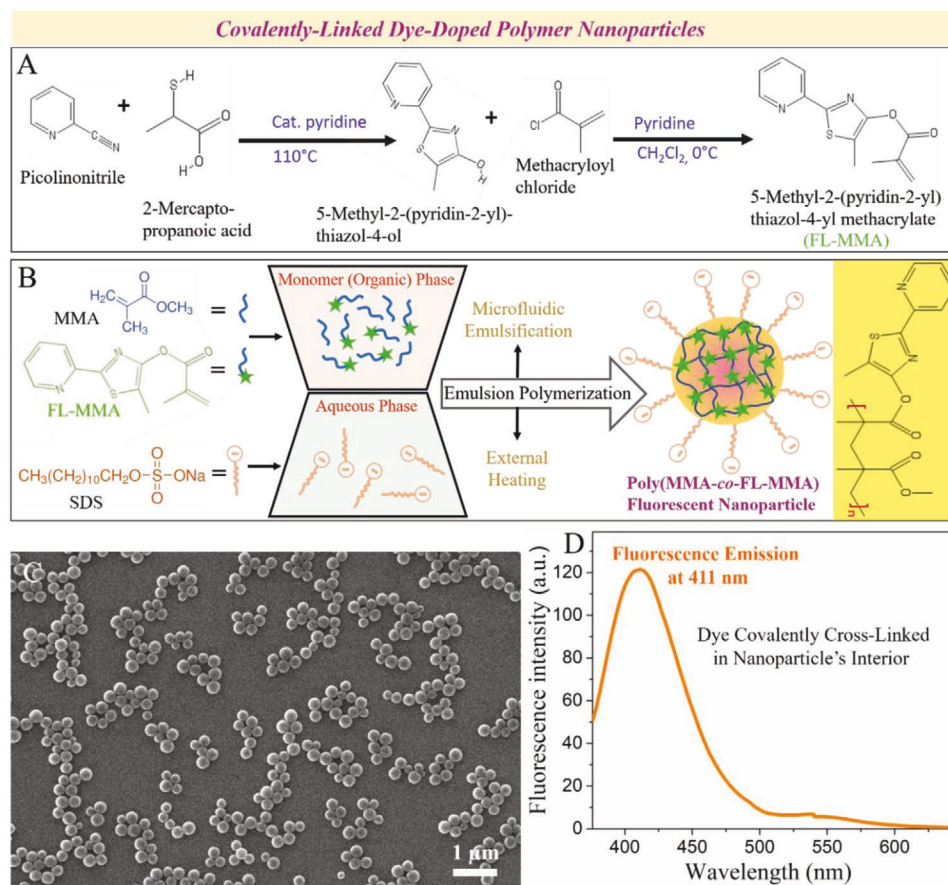 Covalently-Linked Dye-Doped Polymer Nanoparticles
A
Picolinonitrile
+
2-Mercapto-
propanoic acid
Cat. pyridine
110°C
5-Methyl-2-(pyridin-2-yl)-
thiazol-4-ol
+
Methacryloyl
chloride
Pyridine
CH2Cl2, 0°C
5-Methyl-2-(pyridin-2-yl)
thiazol-4-yl methacrylate
(FL-MMA)
B
MMA
=
FL-MMA
=
CH3(CH2)10CH2O-S-ONa
SDS
=
Monomer (Organic) Phase
Aqueous Phase
Microfluidic
Emulsification
Emulsion Polymerization
External
Heating
Poly(MMA-co-FL-MMA)
Fluorescent Nanoparticle
C
1 µm
D
Fluorescence Emission
at 411 nm
Dye Covalently Cross-Linked
in Nanoparticle's Interior
Fluorescence intensity (a.u.)
120
100
80
60
40
20
0
400
450
500
550
600
Wavelength (nm)